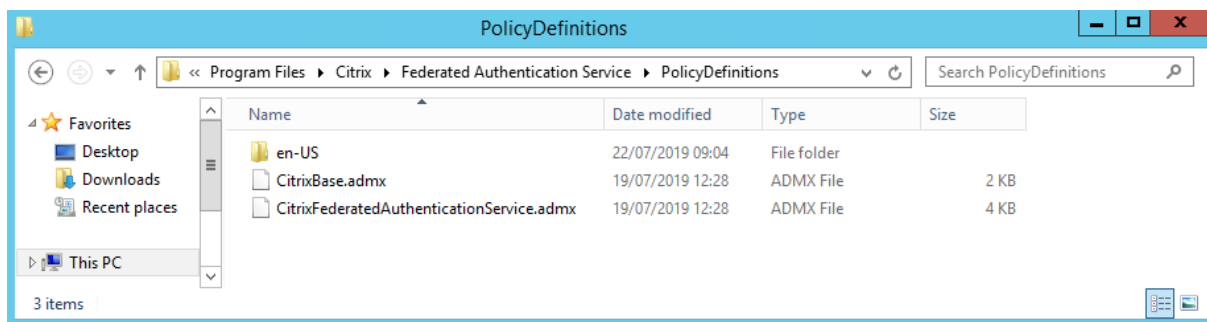 PolicyDefinitions
« Program Files Citrix Federated Authentication Service PolicyDefinitions Search PolicyDefinitions
Favorites Name Date modified Type Size
Desktop en-US 22/07/2019 09:04 File folder
Downloads CitrixBase.admx 19/07/2019 12:28 ADMX File 2 KB
Recent places CitrixFederatedAuthenticationService.admx 19/07/2019 12:28 ADMX File 4 KB
This PC
3 items